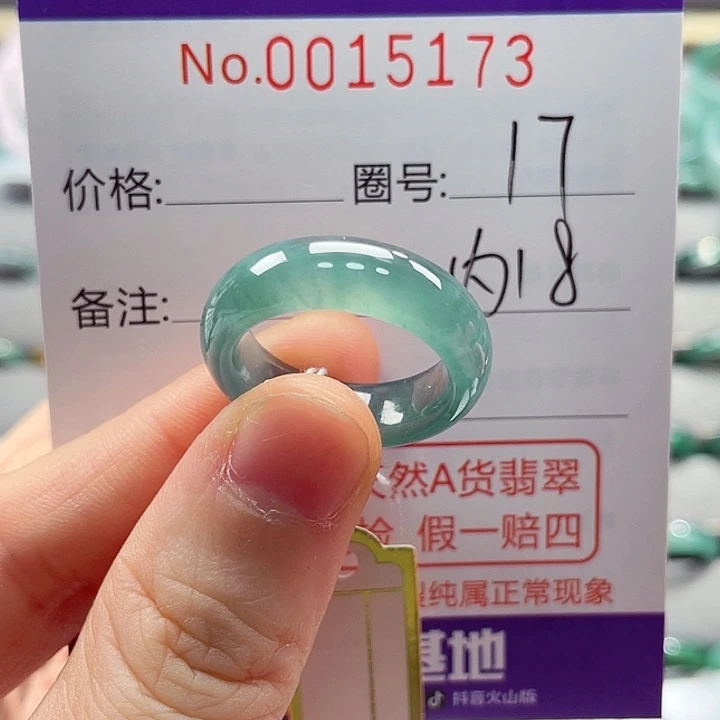 No.0015173
价格: 圈号: 17
备注: 内18
然A货翡翠
假一赔四
纯属正常现象
基地
抖音火山版